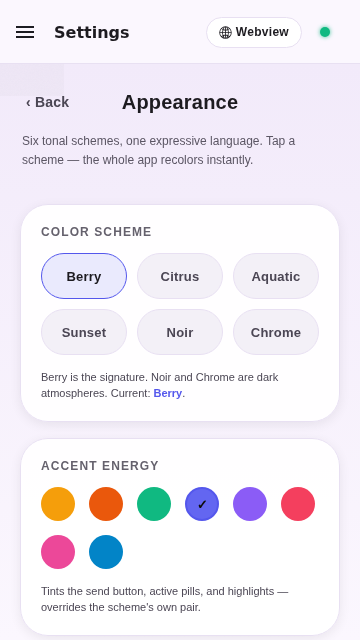 Settings
Webview
‹ Back
Appearance
Six tonal schemes, one expressive language. Tap a
scheme — the whole app recolors instantly.
COLOR SCHEME
Berry
Citrus
Aquatic
Sunset
Noir
Chrome
Berry is the signature. Noir and Chrome are dark
atmospheres. Current: Berry.
ACCENT ENERGY
✓
Tints the send button, active pills, and highlights —
overrides the scheme's own pair.